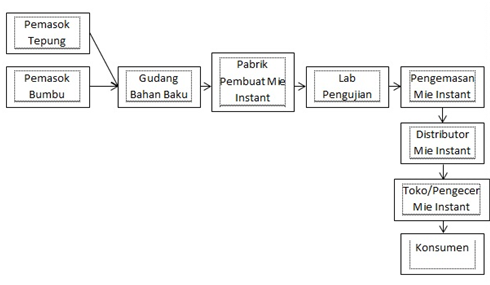 Pemasok
Tepung
Pemasok
Bumbu
Gudang
Bahan Baku
Pabrik
Pembuat Mie
Instant
Lab
Pengujian
Pengemasan
Mie Instant
Distributor
Mie Instant
Toko/Pengecer
Mie Instant
Konsumen